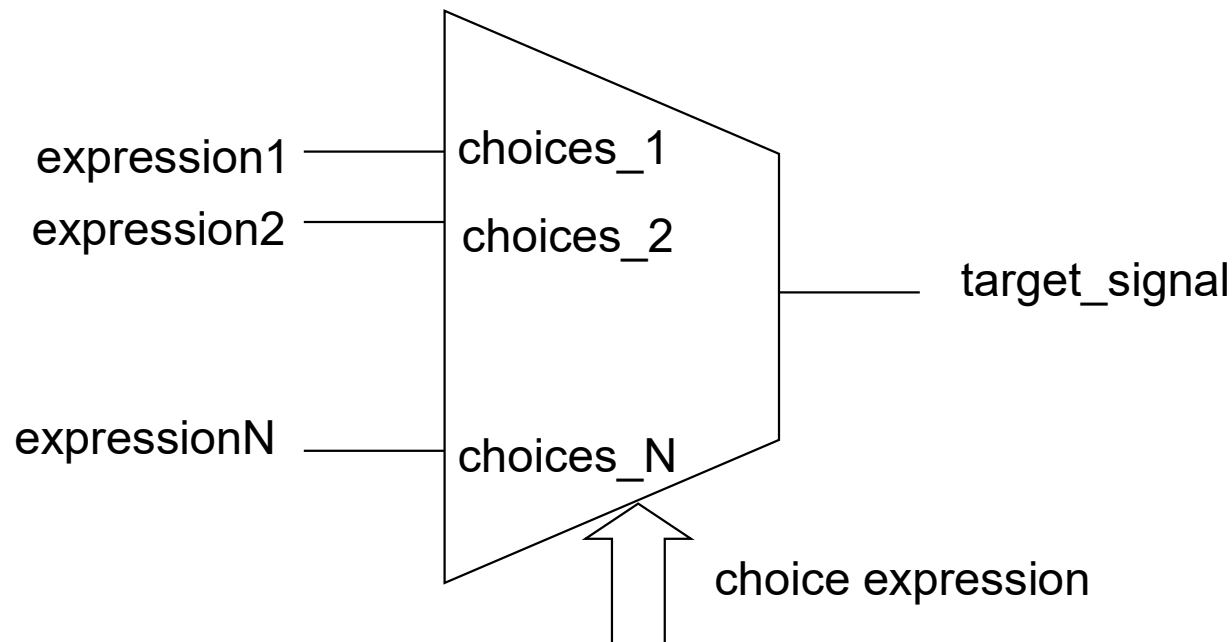 expression1
choices_1
expression2
choices_2
target_signal
expressionN
choices_N
choice expression